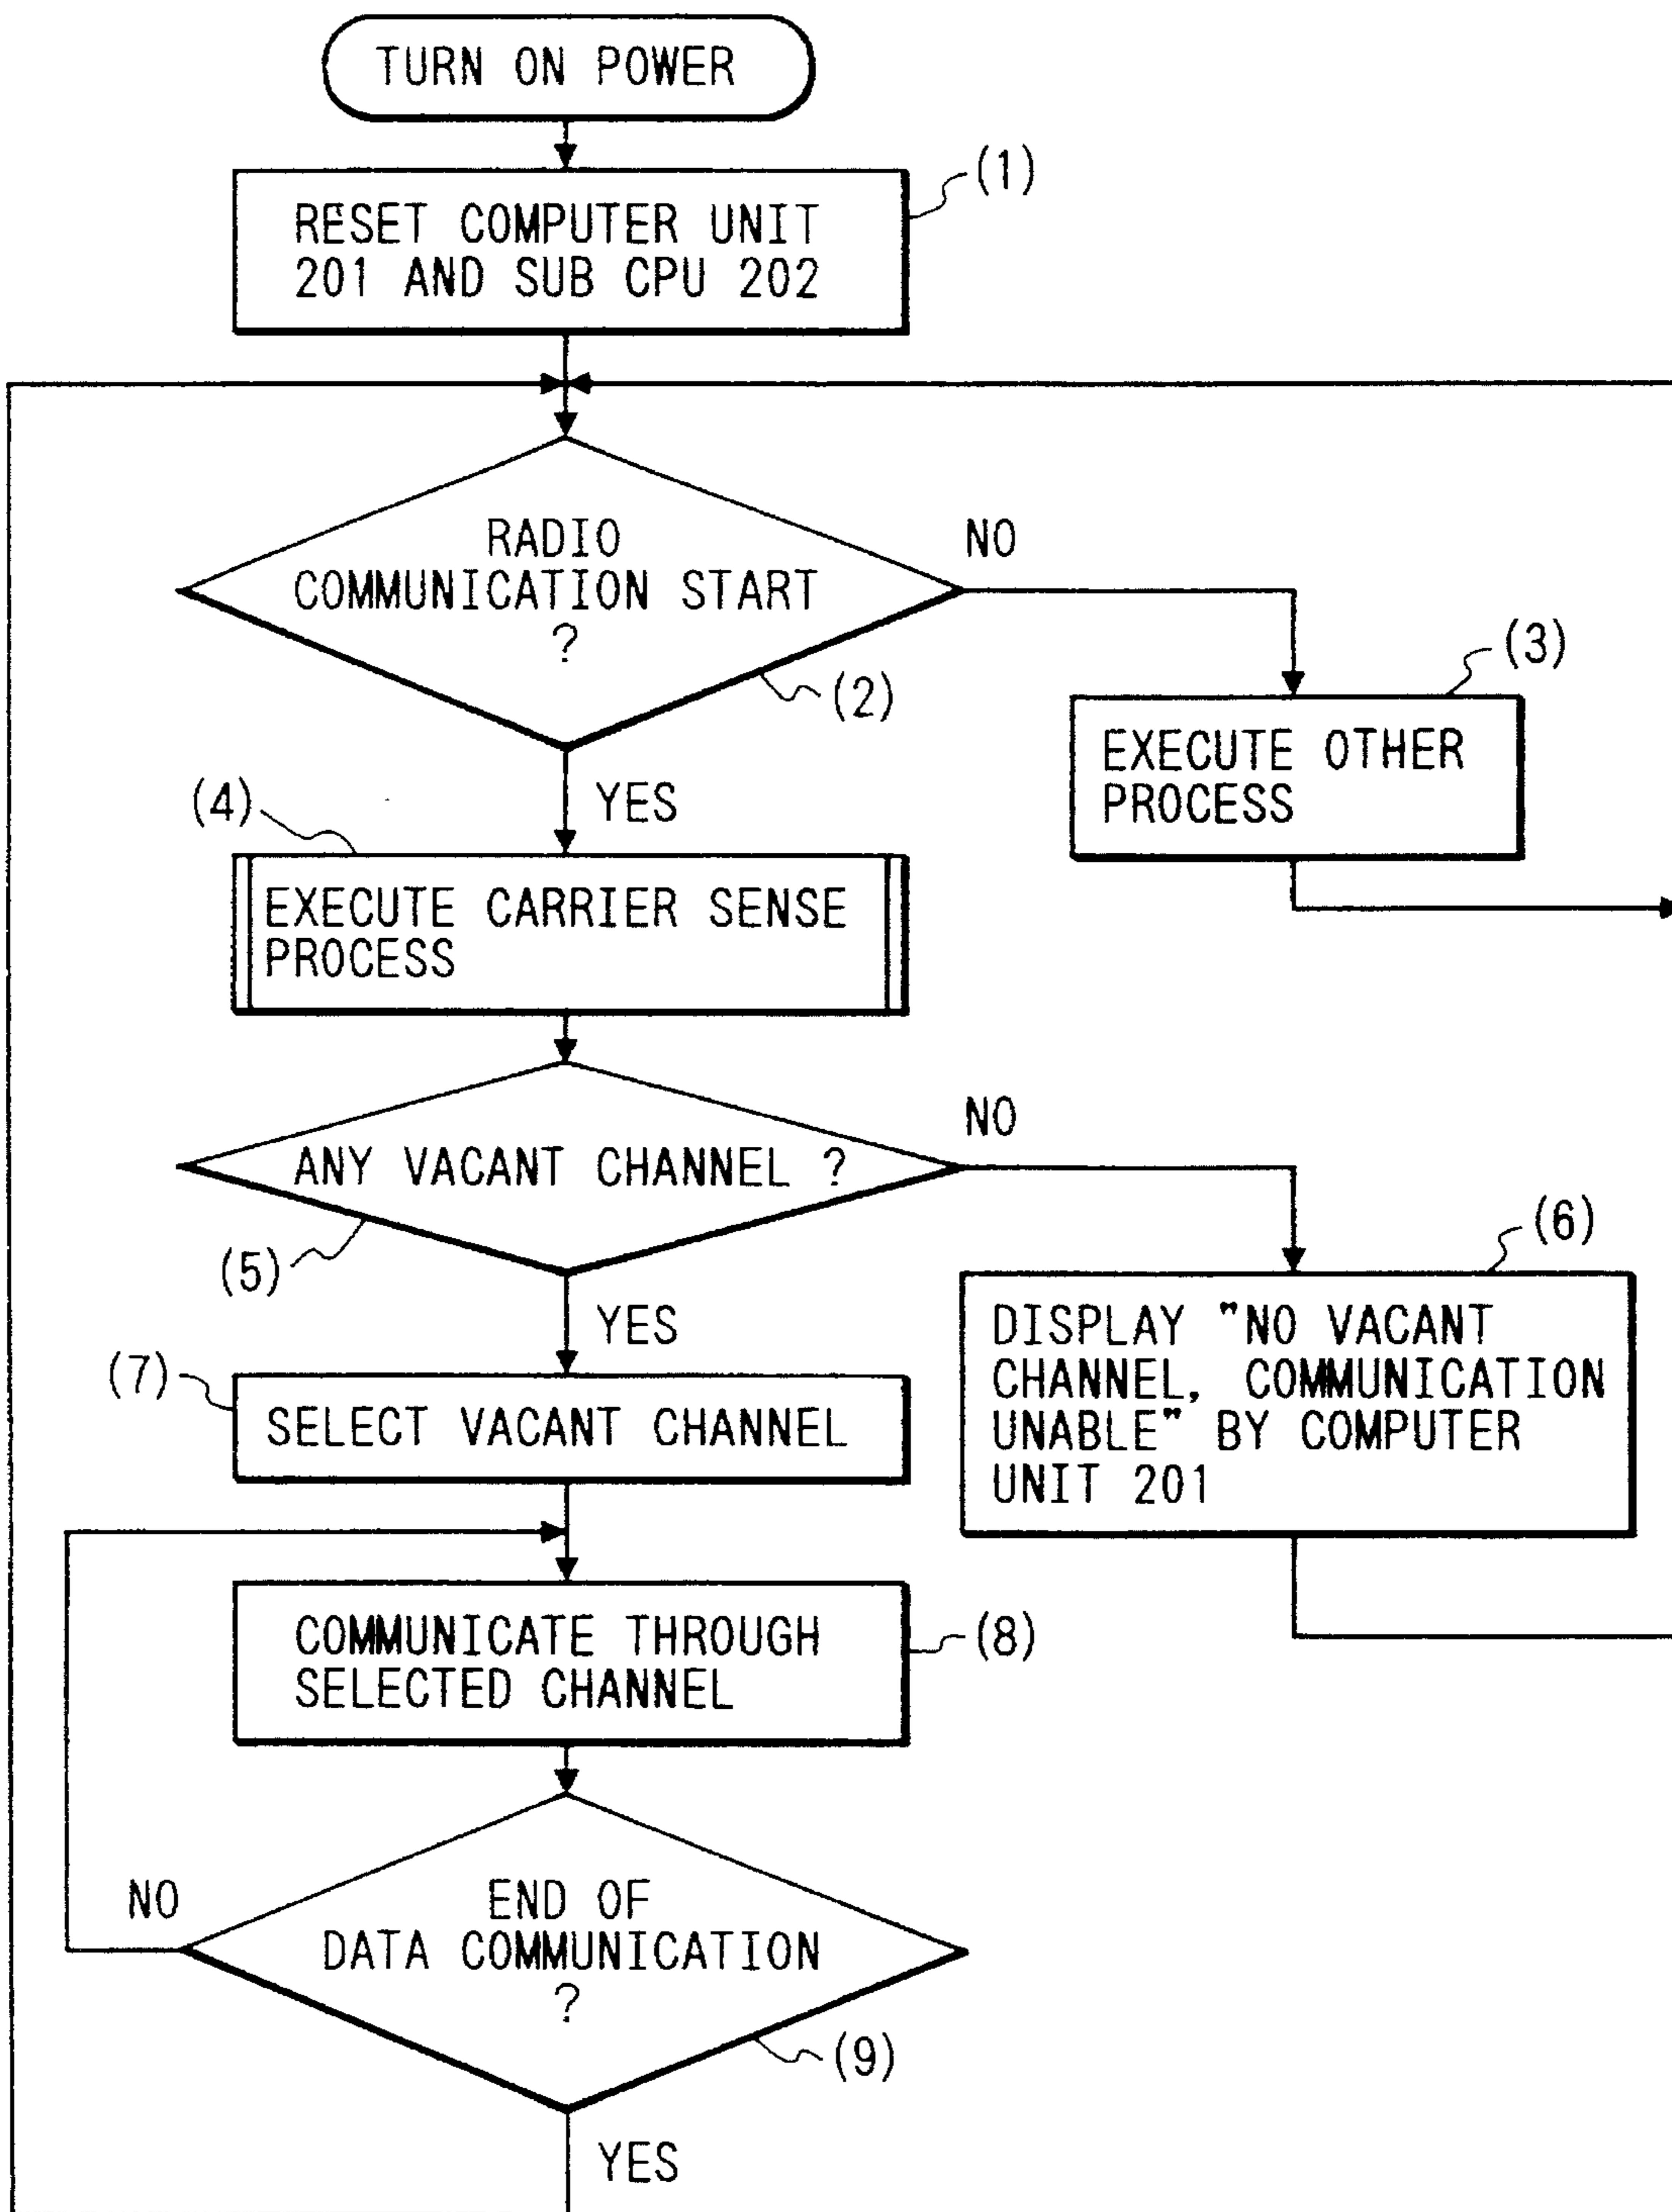 TURN ON POWER
(1)
RESET COMPUTER UNIT
201 AND SUB CPU 202
RADIO
COMMUNICATION START
?
NO
(2)
(3)
EXECUTE OTHER
PROCESS
YES
(4)
EXECUTE CARRIER SENSE
PROCESS
ANY VACANT CHANNEL ?
NO
(5)
(6)
DISPLAY "NO VACANT
CHANNEL, COMMUNICATION
UNABLE" BY COMPUTER
UNIT 201
YES
(7)
SELECT VACANT CHANNEL
COMMUNICATE THROUGH
SELECTED CHANNEL
(8)
NO
END OF
DATA COMMUNICATION
?
(9)
YES